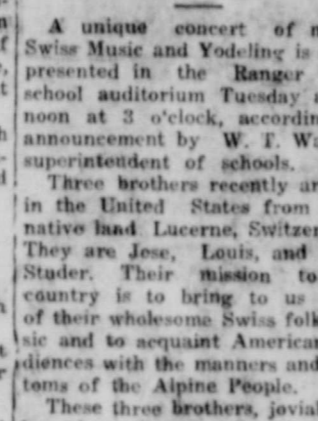 A unique concert of
Swiss Music and Yodeling is
presented in the Ranger
school auditorium Tuesday
noon at 3 o'clock, accordin
announcement by W. T. Wa
superintendent of schools.
Three brothers recently ar
in the United States from
native land Lucerne, Switzer
They are Jose, Louis, and
Studer. Their mission to
country is to bring to us
of their wholesome Swiss folk
sic and to acquaint American
diences with the manners and
toms of the Alpine People.
These three brothers, jovial